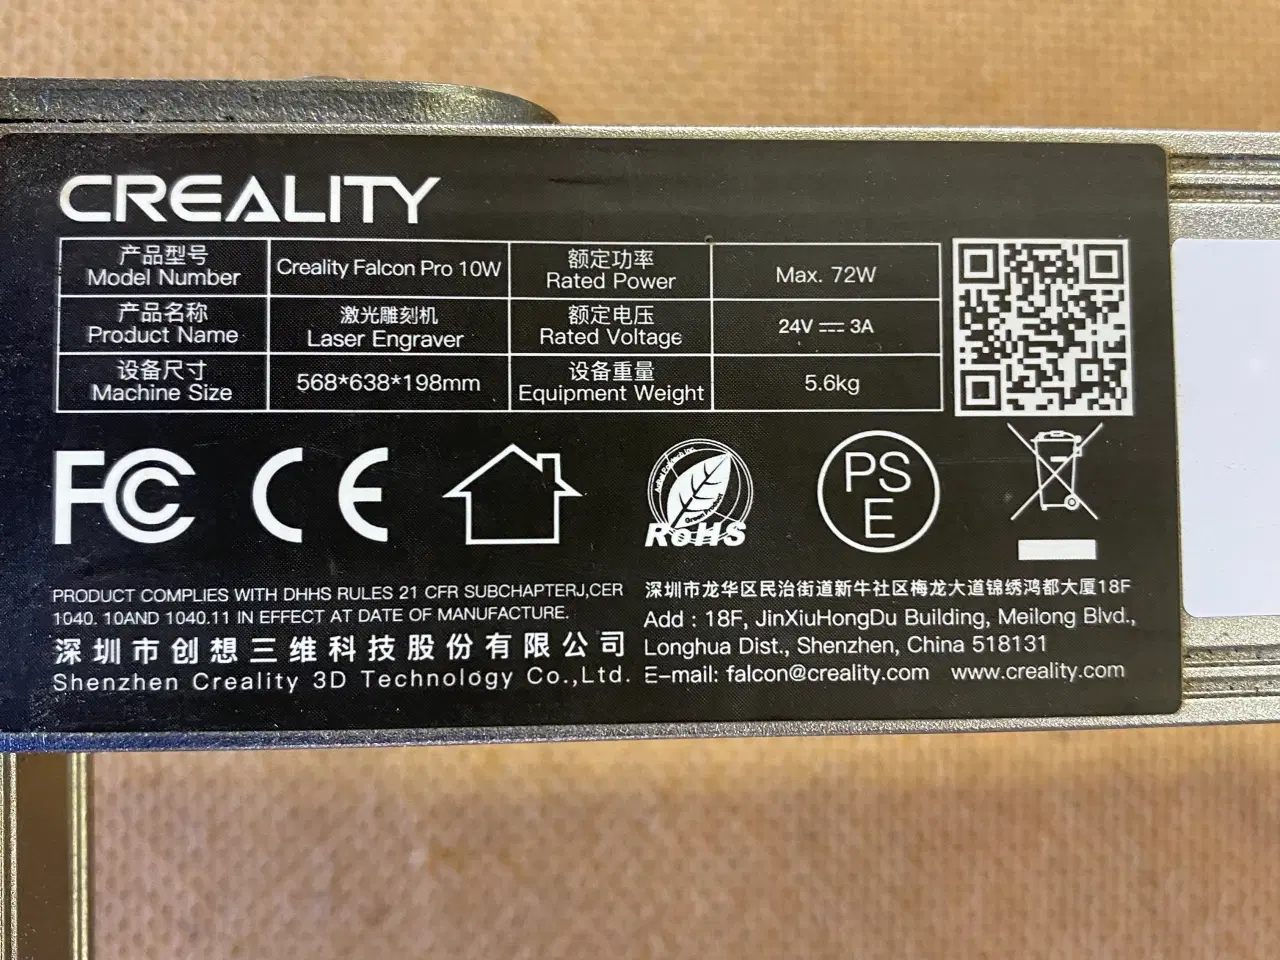 CREALITY
产品型号
Model Number
Creality Falcon Pro 10W
额定功率
Rated Power
Max. 72W
产品名称
Product Name
激光雕刻机
Laser Engraver
额定电压
Rated Voltage
24V ⎓ 3A
设备尺寸
Machine Size
568*638*198mm
设备重量
Equipment Weight
5.6kg
FC
CE
Green Product
RoHS
PS
E
PRODUCT COMPLIES WITH DHHS RULES 21 CFR SUBCHAPTERJ,CER
1040. 10AND 1040.11 IN EFFECT AT DATE OF MANUFACTURE.
深圳市创想三维科技股份有限公司
Shenzhen Creality 3D Technology Co.,Ltd.
深圳市龙华区民治街道新牛社区梅龙大道锦绣鸿都大厦18F
Add : 18F, JinXiuHongDu Building, Meilong Blvd.,
Longhua Dist., Shenzhen, China 518131
E-mail: falcon@creality.com www.creality.com